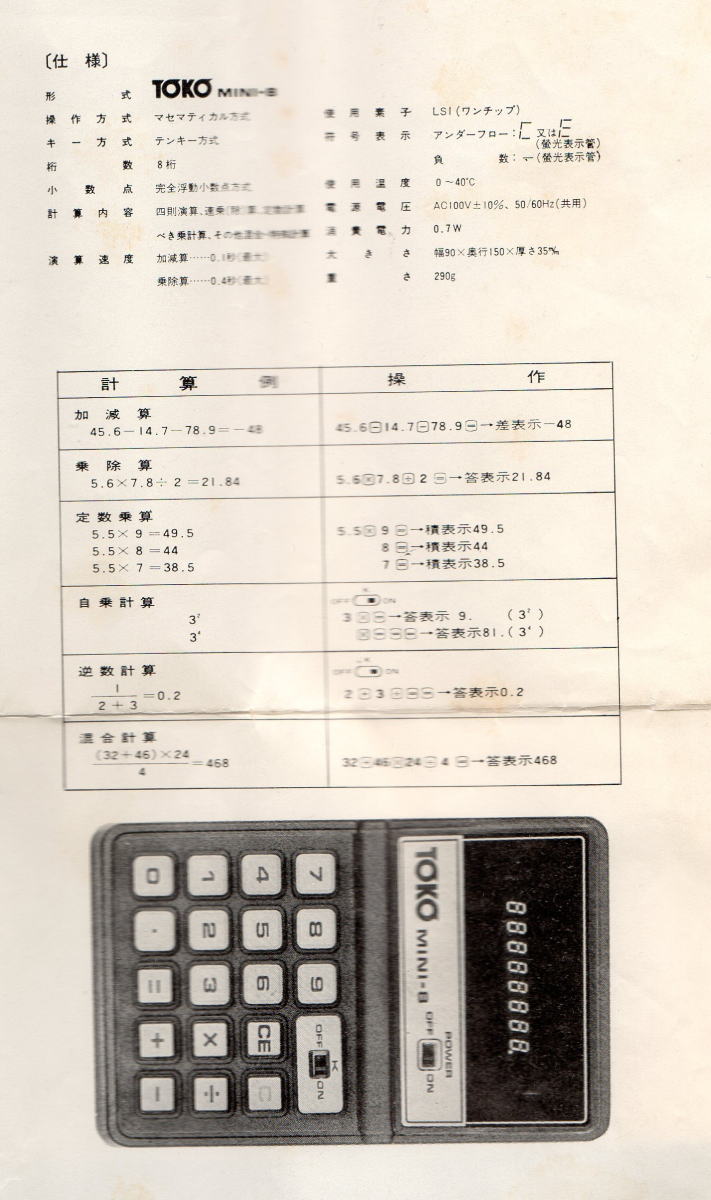 〔仕 様〕
形 式 TOKO MINI-8
操作方式 マセマティカル方式
キー方式 テンキー方式
桁 数 8桁
小 数 点 完全浮動小数点方式
計算内容 四則演算、連乗(除)算、定数計算
べき乗計算、その他混合・特殊計算
演算速度 加減算……0.1秒(最大)
乗除算……0.4秒(最大)
使用素子 LSI(ワンチップ)
符号表示 アンダーフロー: 又は
(螢光表示管)
負 数: (螢光表示管)
使用温度 0~40℃
電源電圧 AC100V±10%、50/60Hz(共用)
消費電力 0.7W
大 き さ 幅90×奥行150×厚さ35㎜
重 さ 290g
計 算 例 操 作
加 減 算
45.6-14.7-78.9=-48 45.6⊟14.7⊟78.9⊜→差表示-48
乗 除 算
5.6×7.8÷2=21.84 5.6⊠7.8÷2=→答表示21.84
定数乗算
5.5×9=49.5 5.5⊠9=→積表示49.5
5.5×8=44 8=→積表示44
5.5×7=38.5 7=→積表示38.5
自乗計算 K
OFF ON
3² 3⊠=→答表示 9. (3²)
3⁴ ⊠===→答表示81.(3⁴)
逆数計算 K
OFF ON
1
2+3
=0.2 2+3÷==→答表示0.2
混合計算
(32+46)×24
4
=468 32+46×24÷4=→答表示468
TOKO MINI-8
POWER
OFF ON
88888888.
7 8 9
K
OFF ON
4 5 6 CE C
1 2 3 × ÷
0 . = + −